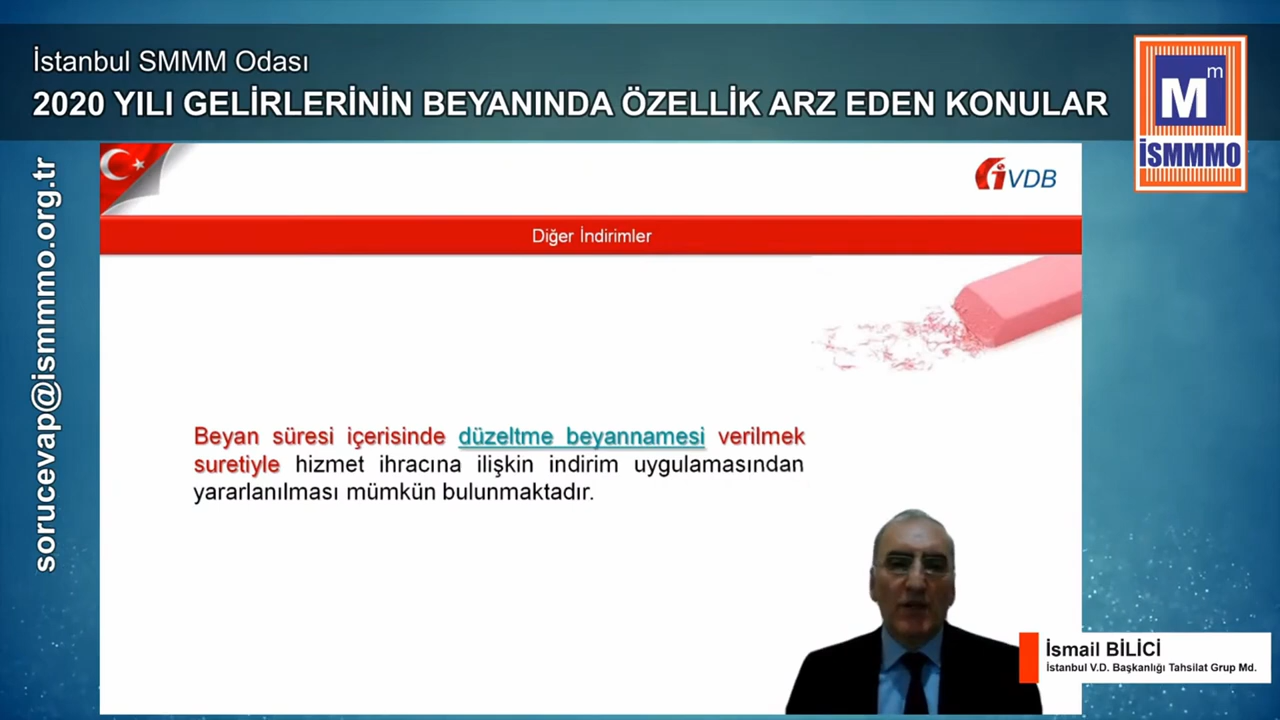 İstanbul SMMM Odası
2020 YILI GELİRLERİNİN BEYANINDA ÖZELLİK ARZ EDEN KONULAR
Mm
İSMMMO
sorucevap@ismmmo.org.tr
iVDB
Diğer İndirimler
Beyan süresi içerisinde düzeltme beyannamesi verilmek
suretiyle hizmet ihracına ilişkin indirim uygulamasından
yararlanılması mümkün bulunmaktadır.
İsmail BİLİCİ
İstanbul V.D. Başkanlığı Tahsilat Grup Md.